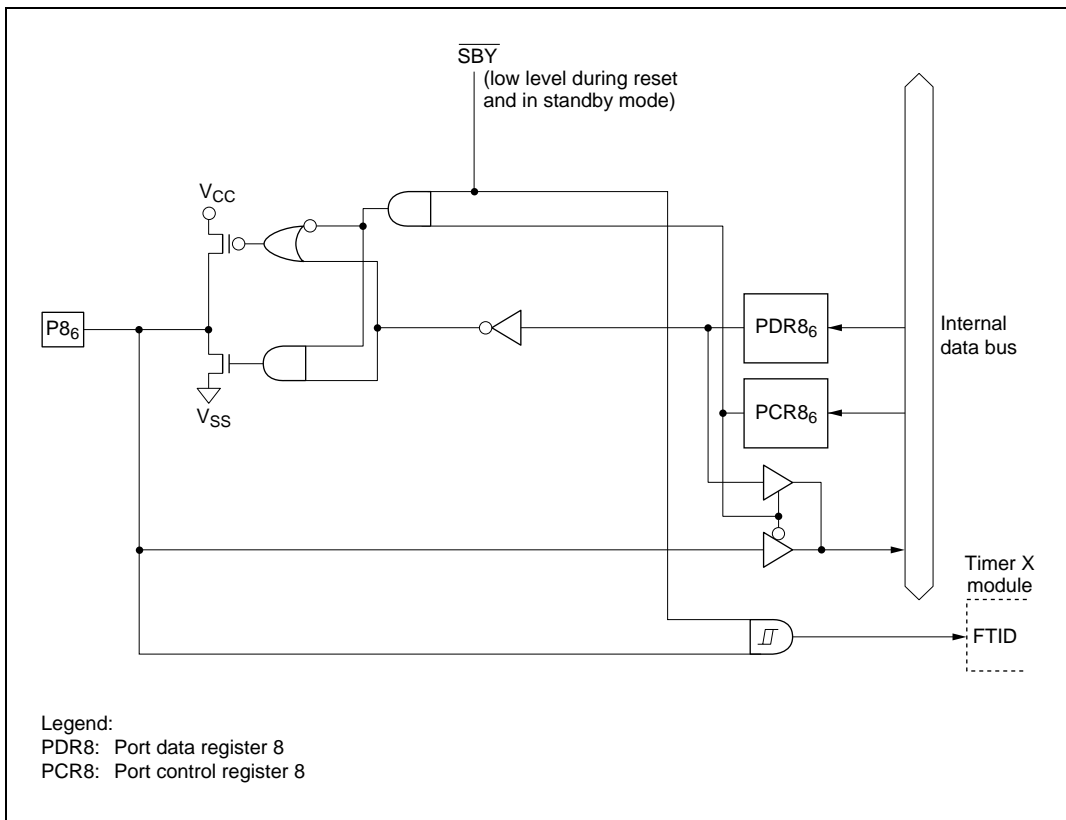 SBY
(low level during reset
and in standby mode)
VCC
P86
VSS
PDR86
PCR86
Internal
data bus
Timer X
module
FTID
Legend:
PDR8: Port data register 8
PCR8: Port control register 8